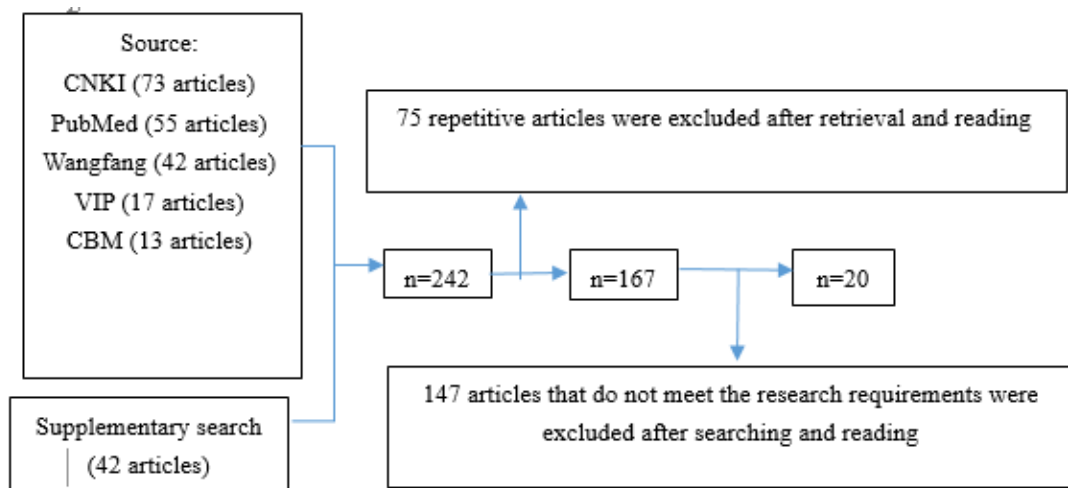 Source:
CNKI (73 articles)
PubMed (55 articles)
Wangfang (42 articles)
VIP (17 articles)
CBM (13 articles)
75 repetitive articles were excluded after retrieval and reading
n=242
n=167
n=20
147 articles that do not meet the research requirements were
excluded after searching and reading
Supplementary search
(42 articles)